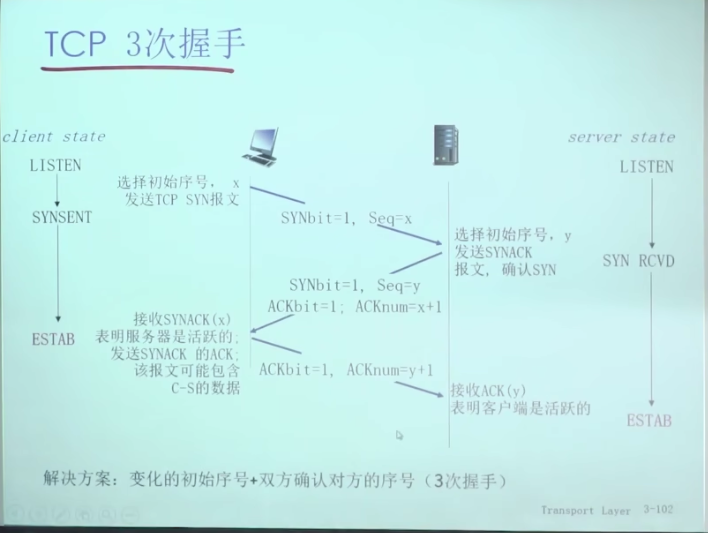 TCP 3次握手
client state
server state
LISTEN
LISTEN
选择初始序号， x
发送TCP SYN报文
SYNSENT
SYNbit=1, Seq=x
选择初始序号，y
发送SYNACK
报文，确认SYN
SYN RCVD
SYNbit=1, Seq=y
ACKbit=1; ACKnum=x+1
接收SYNACK(x)
表明服务器是活跃的;
发送SYNACK 的ACK;
该报文可能包含
C-S的数据
ESTAB
ACKbit=1, ACKnum=y+1
接收ACK(y)
表明客户端是活跃的
ESTAB
解决方案：变化的初始序号+双方确认对方的序号（3次握手）
Transport Layer 3-102